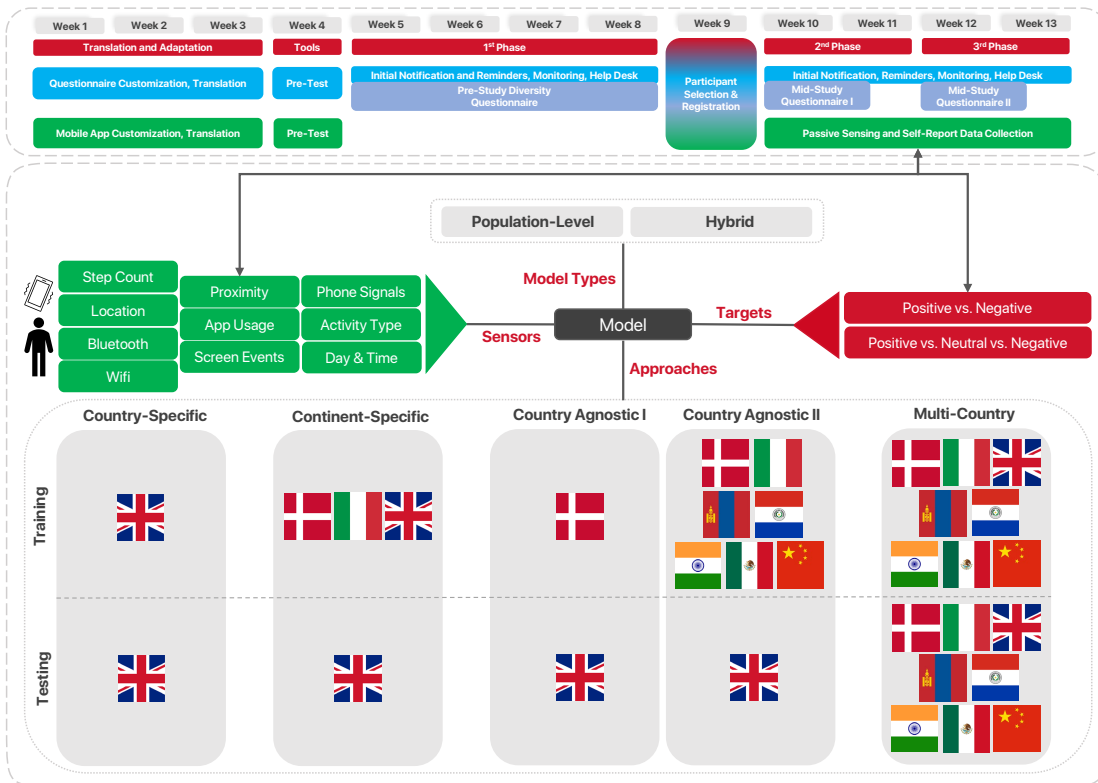 Week 1 Week 2 Week 3 Week 4 Week 5 Week 6 Week 7 Week 8 Week 9 Week 10 Week 11 Week 12 Week 13
Translation and Adaptation Tools 1st Phase 2nd Phase 3rd Phase
Questionnaire Customization, Translation
Pre-Test
Initial Notification and Reminders, Monitoring, Help Desk
Pre-Study Diversity
Questionnaire
Participant
Selection &
Registration
Initial Notification, Reminders, Monitoring, Help Desk
Mid-Study
Questionnaire I
Mid-Study
Questionnaire II
Mobile App Customization, Translation
Pre-Test
Passive Sensing and Self-Report Data Collection
Population-Level
Hybrid
Model Types
Step Count
Location
Bluetooth
Wifi
Proximity
App Usage
Screen Events
Phone Signals
Activity Type
Day & Time
Sensors
Model
Targets
Positive vs. Negative
Positive vs. Neutral vs. Negative
Approaches
Country-Specific
Continent-Specific
Country Agnostic I
Country Agnostic II
Multi-Country
Training
Testing